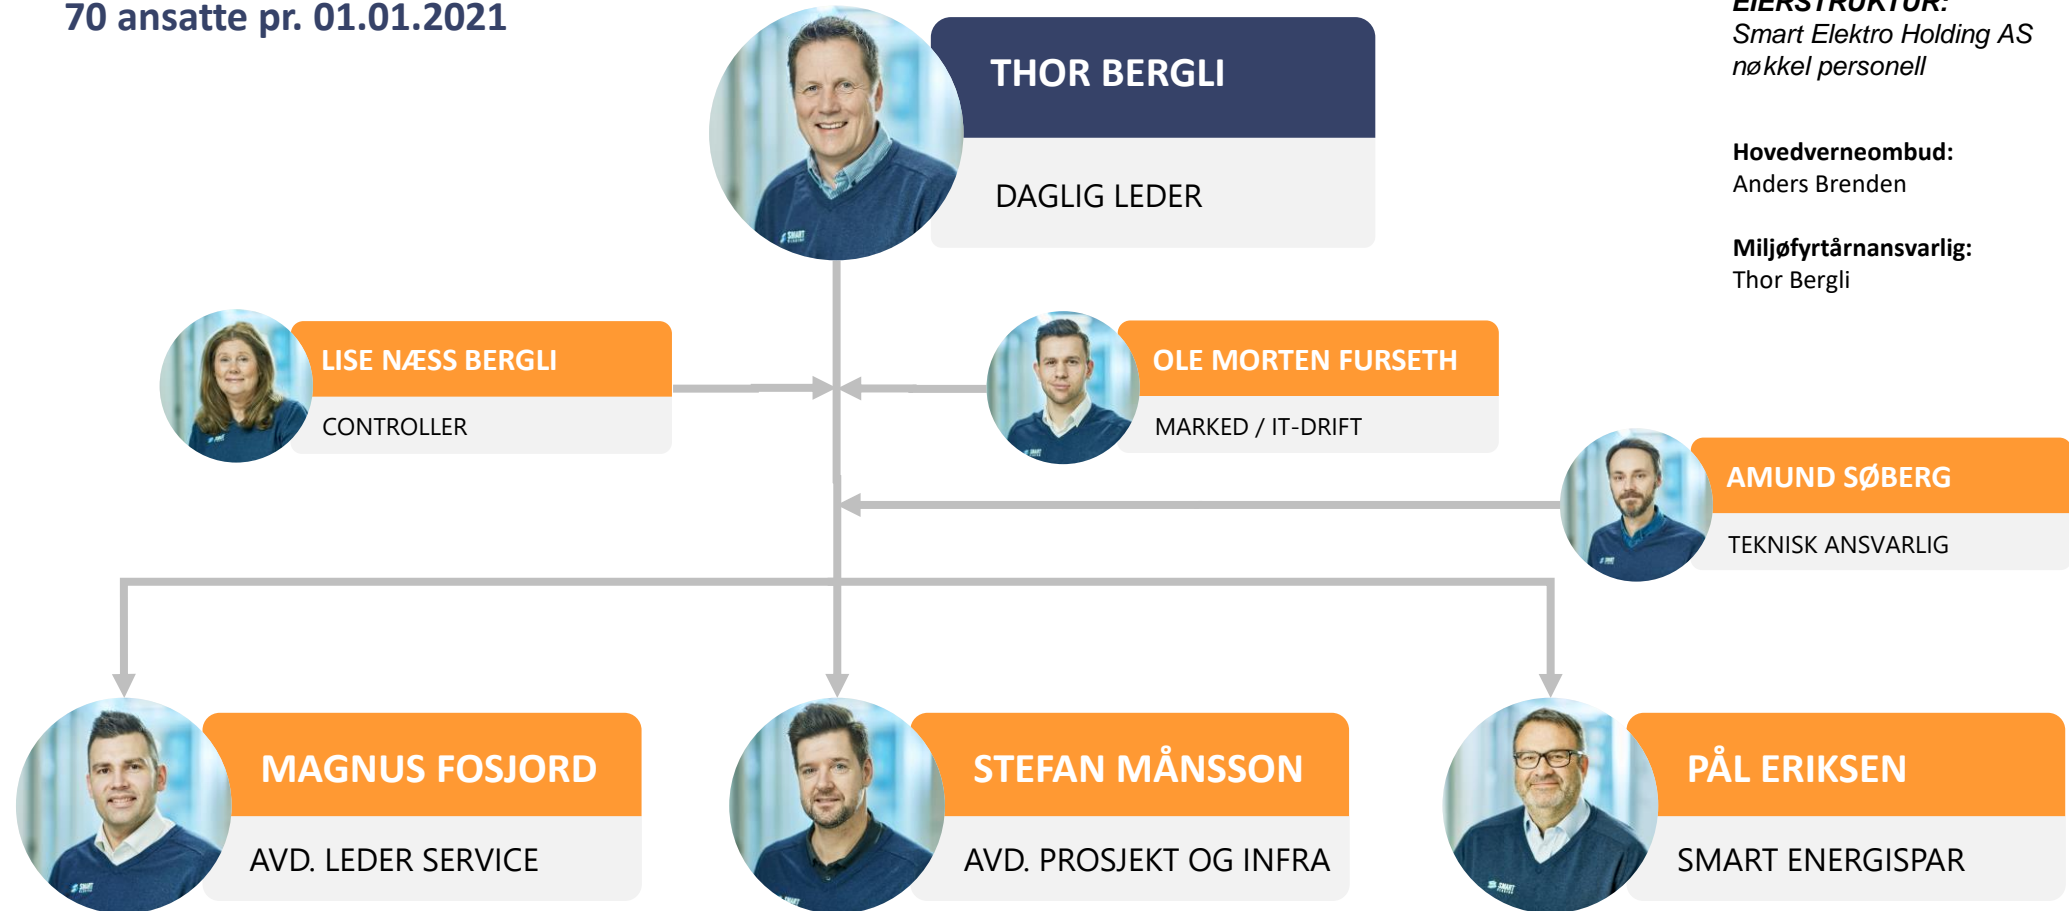 70 ansatte pr. 01.01.2021
EIERSTRUKTUR:
Smart Elektro Holding AS
nøkkel personell
Hovedverneombud:
Anders Brenden
Miljøfyrtårnansvarlig:
Thor Bergli
THOR BERGLI
DAGLIG LEDER
LISE NÆSS BERGLI
CONTROLLER
OLE MORTEN FURSETH
MARKED / IT-DRIFT
AMUND SØBERG
TEKNISK ANSVARLIG
MAGNUS FOSJORD
AVD. LEDER SERVICE
STEFAN MÅNSSON
AVD. PROSJEKT OG INFRA
PÅL ERIKSEN
SMART ENERGISPAR